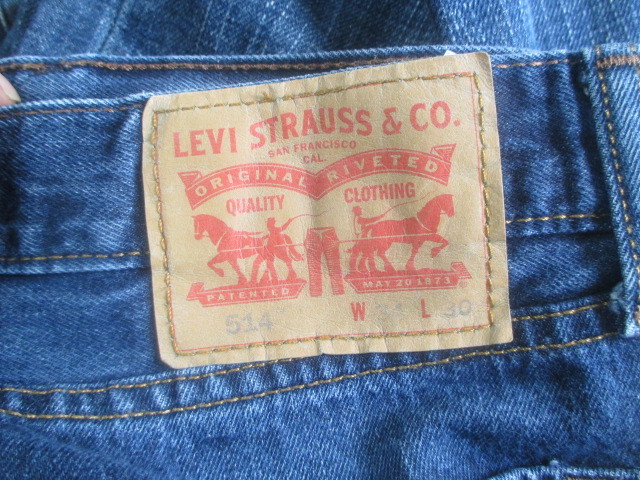 LEVI STRAUSS & CO.
SAN FRANCISCO
CAL.
ORIGINAL RIVETED
QUALITY CLOTHING
PATENTED MAY 20 1873
514 W 34 L 30